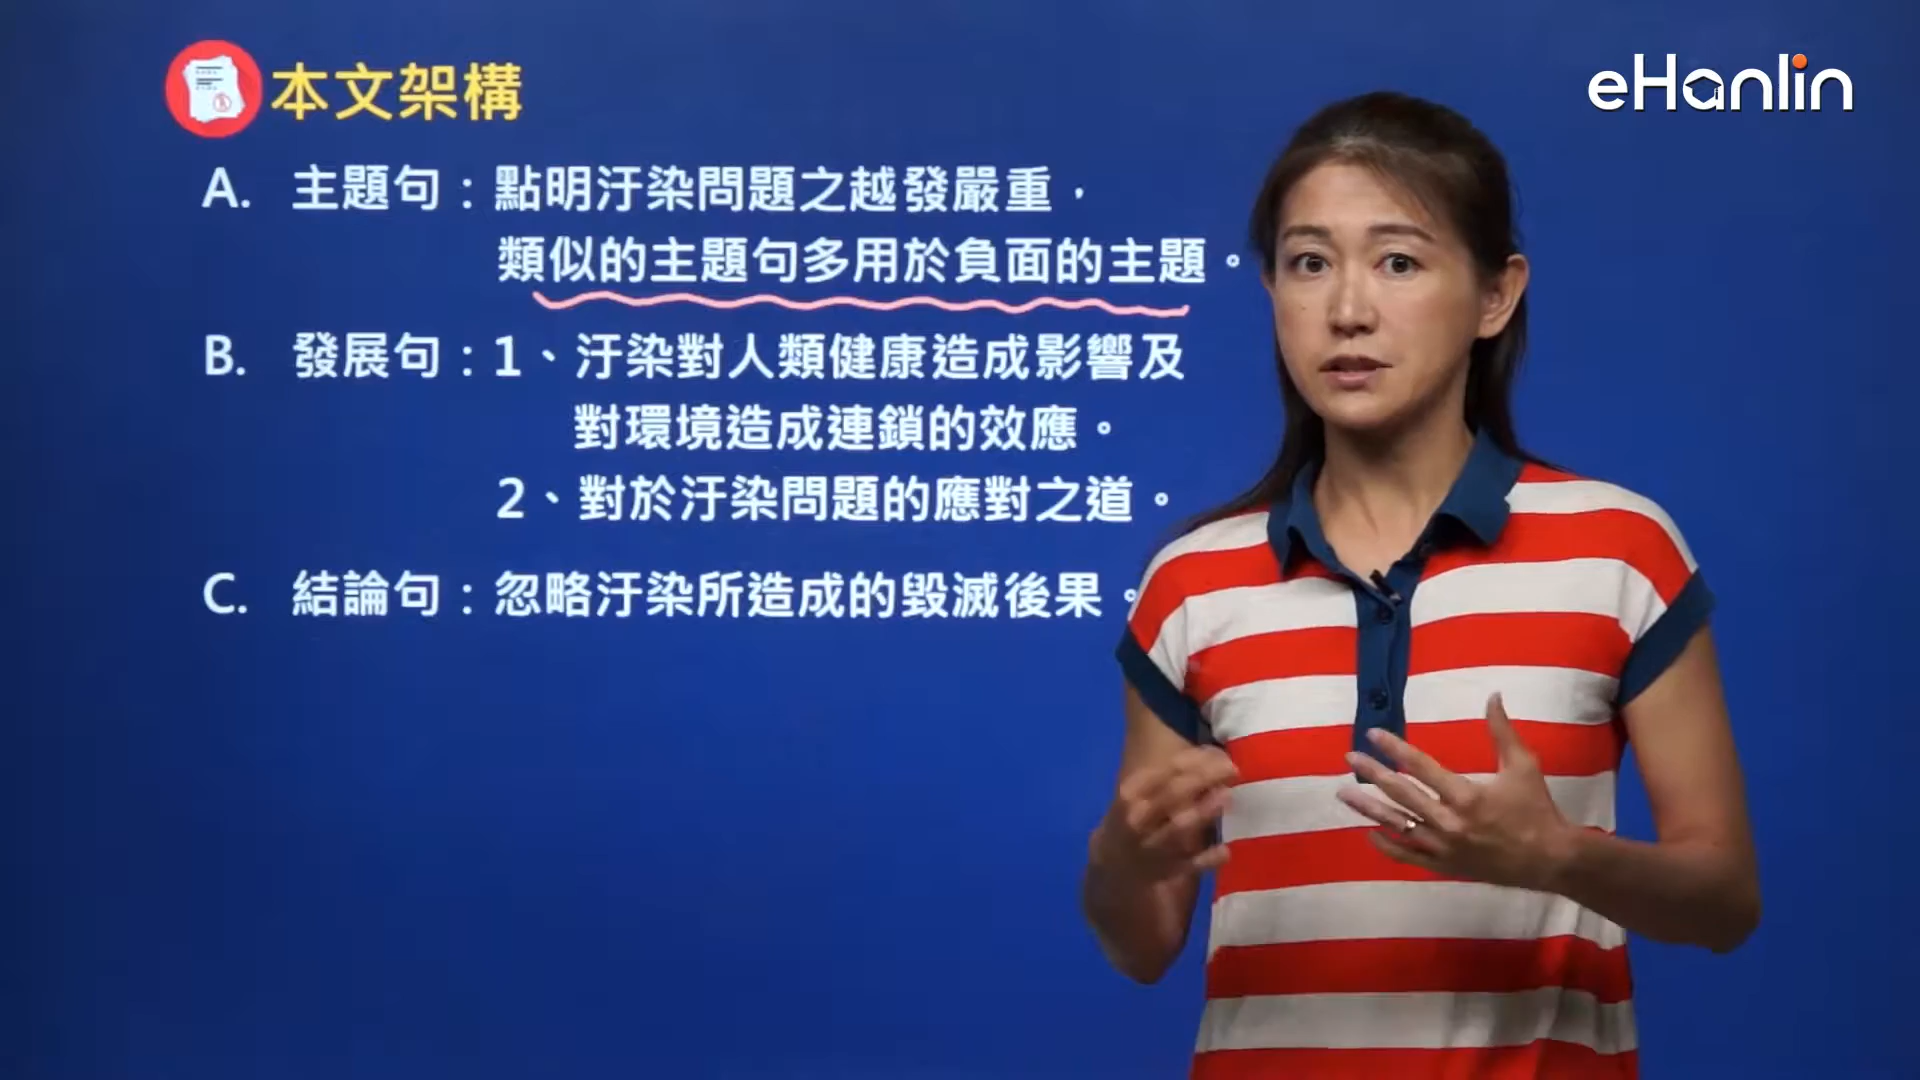 本文架構
eHanlin
A. 主題句：點明汙染問題之越發嚴重，
類似的主題句多用於負面的主題。
B. 發展句：1、汙染對人類健康造成影響及
對環境造成連鎖的效應。
2、對於汙染問題的應對之道。
C. 結論句：忽略汙染所造成的毀滅後果。